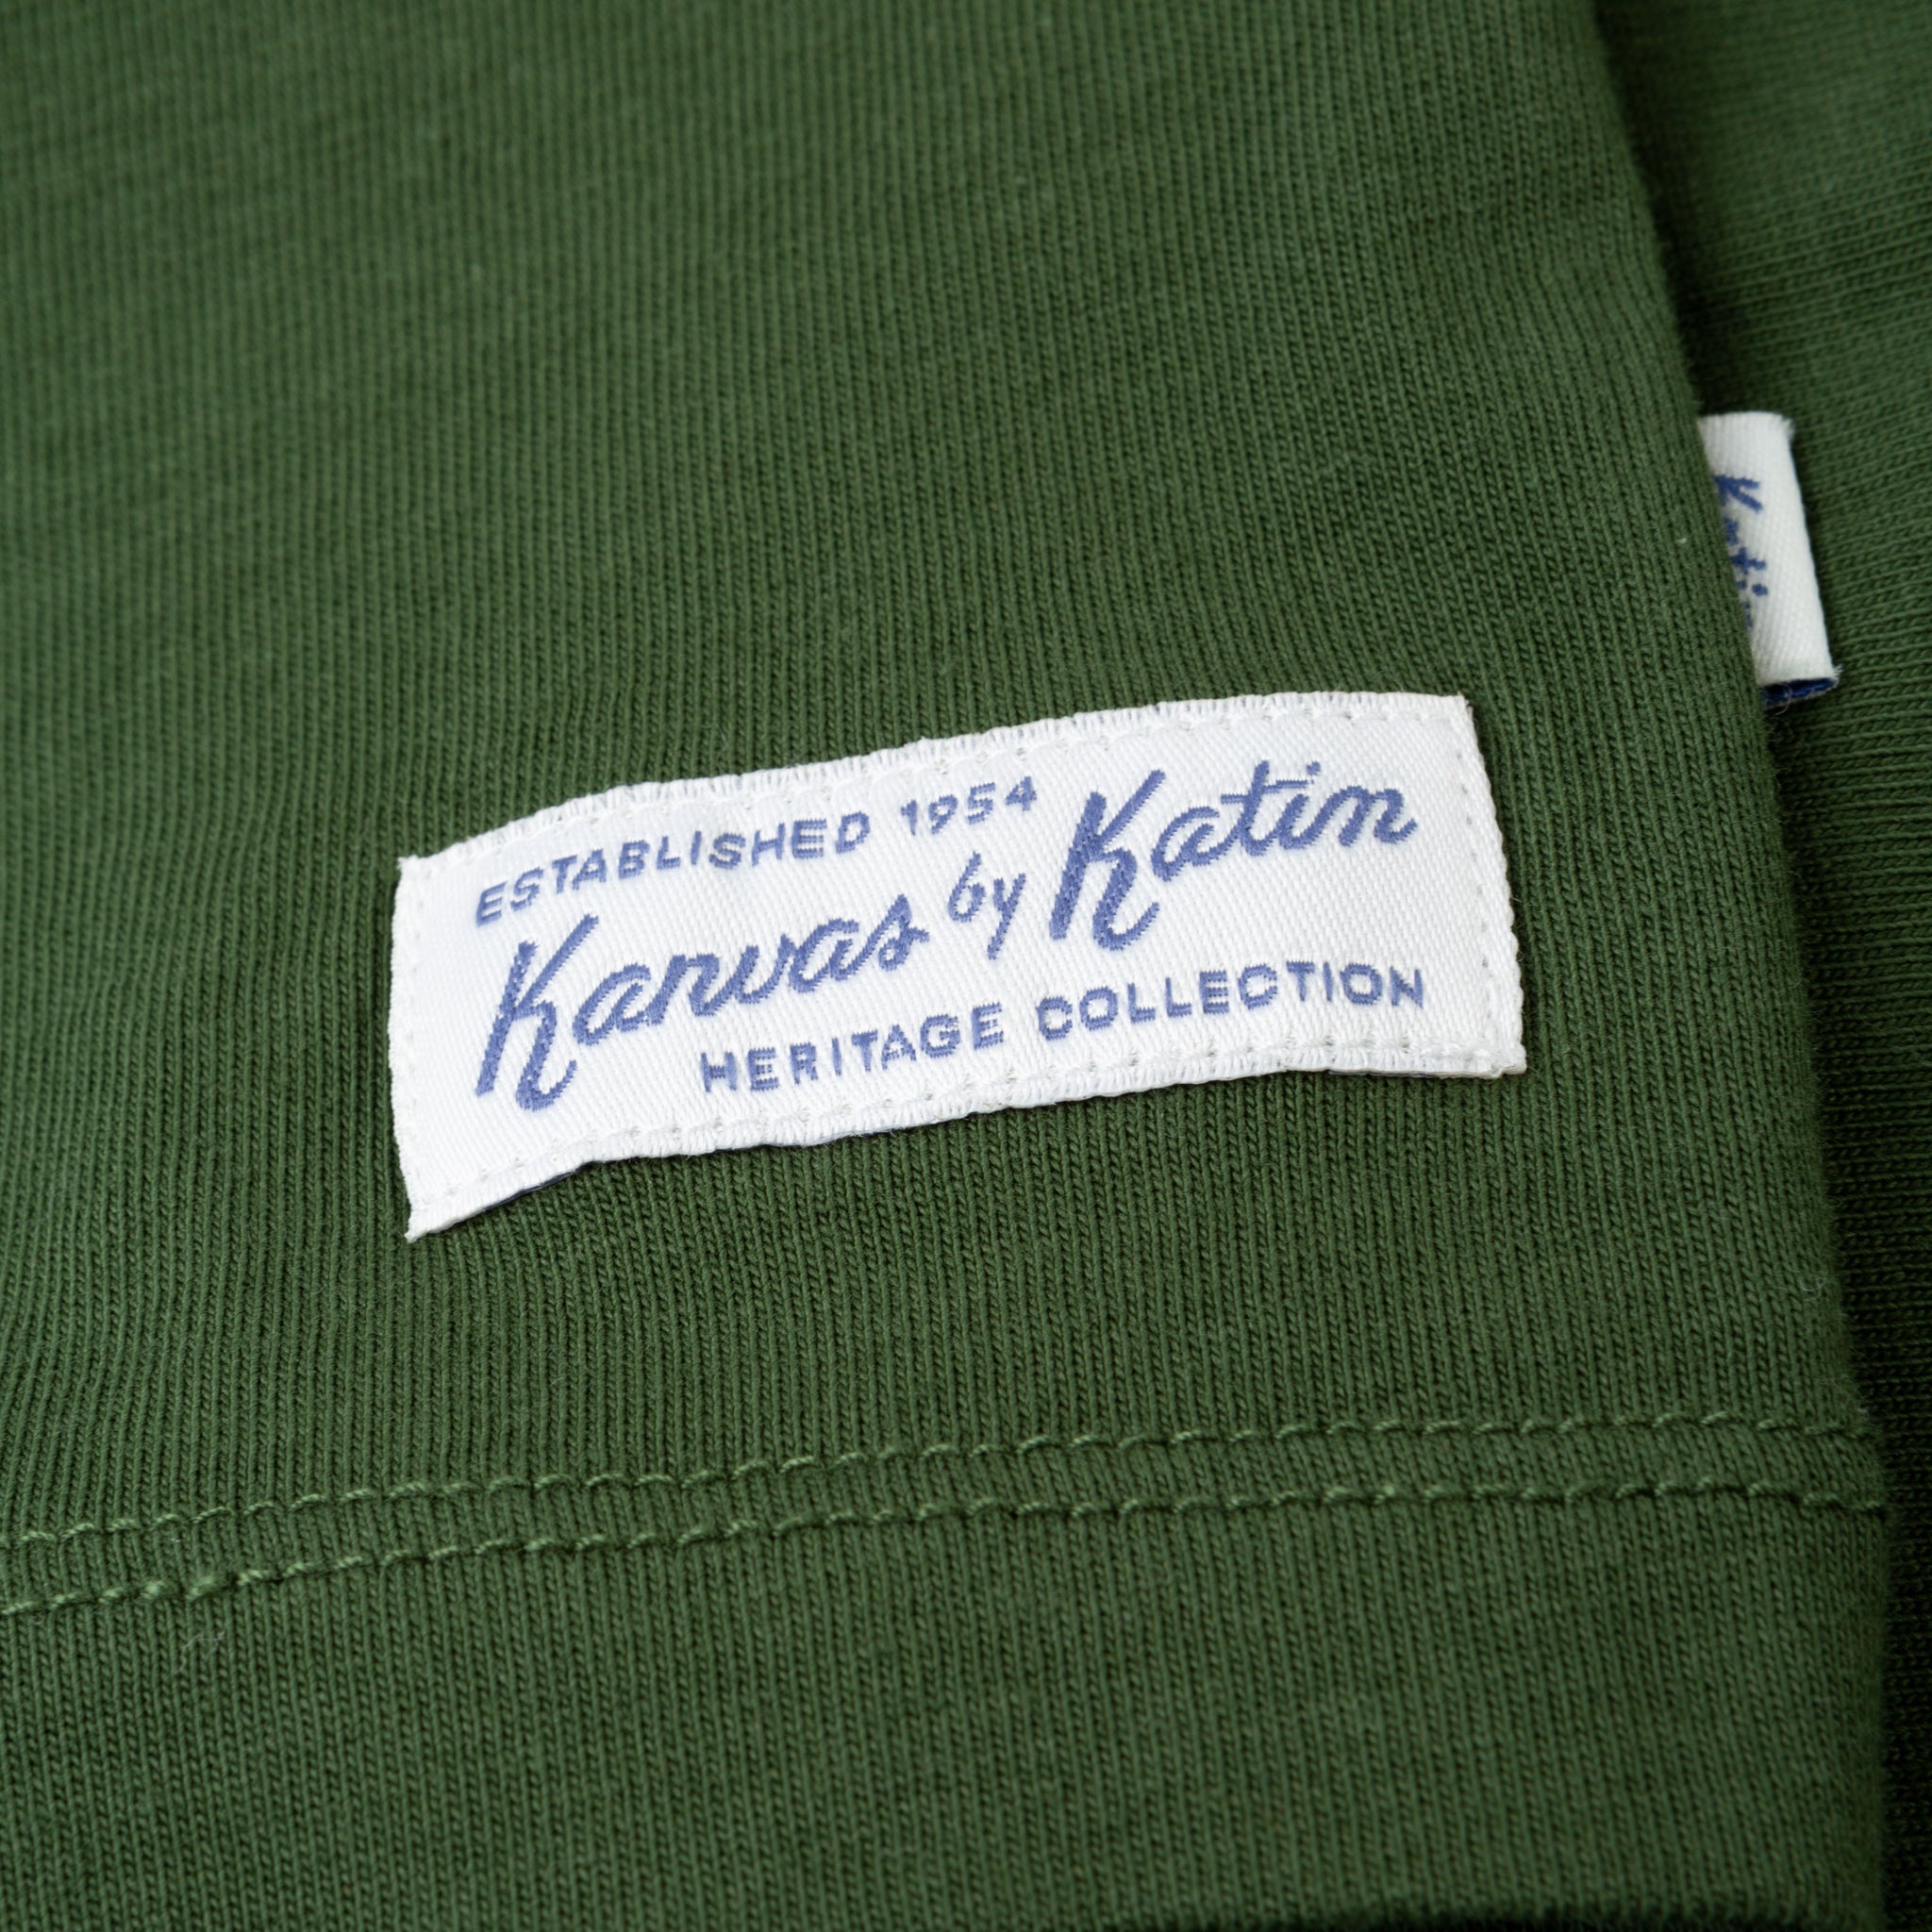 ESTABLISHED 1954
Kanvas by Katin
HERITAGE COLLECTION